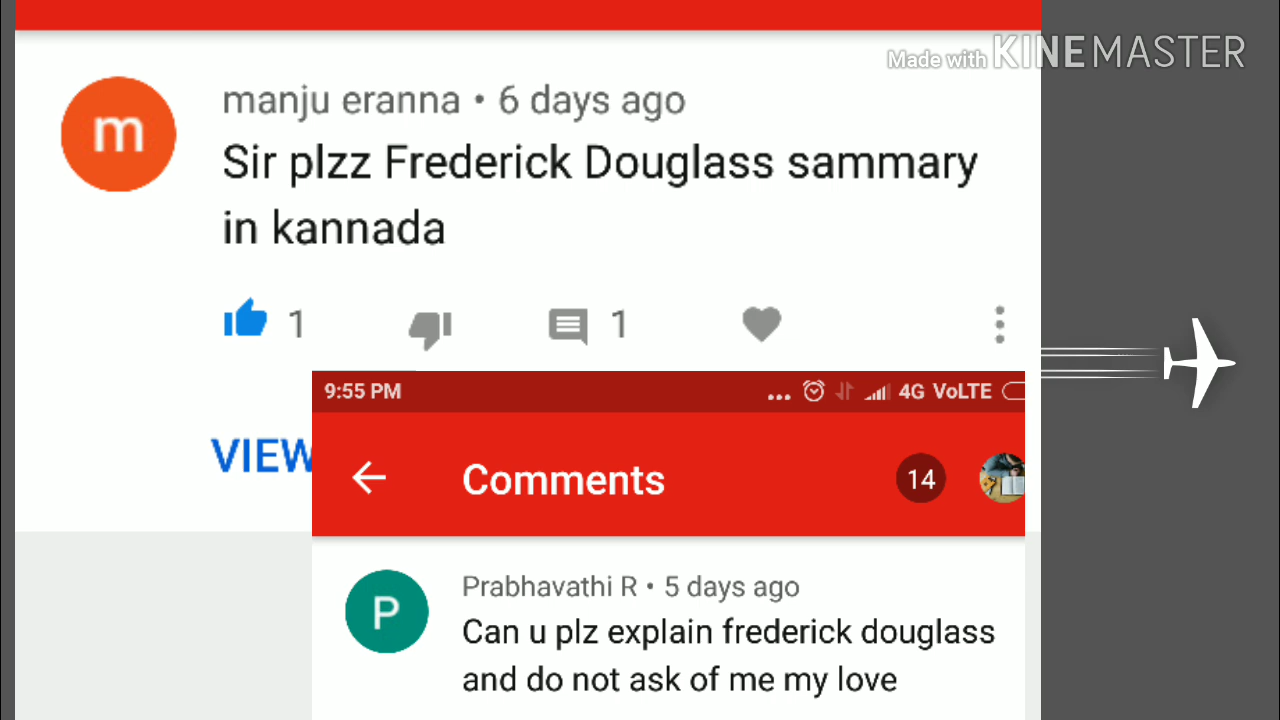 Made with KINEMASTER
m
manju eranna • 6 days ago
Sir plzz Frederick Douglass sammary
in kannada
1
1
VIEW
9:55 PM
... 4G VoLTE
Comments
14
P
Prabhavathi R • 5 days ago
Can u plz explain frederick douglass
and do not ask of me my love